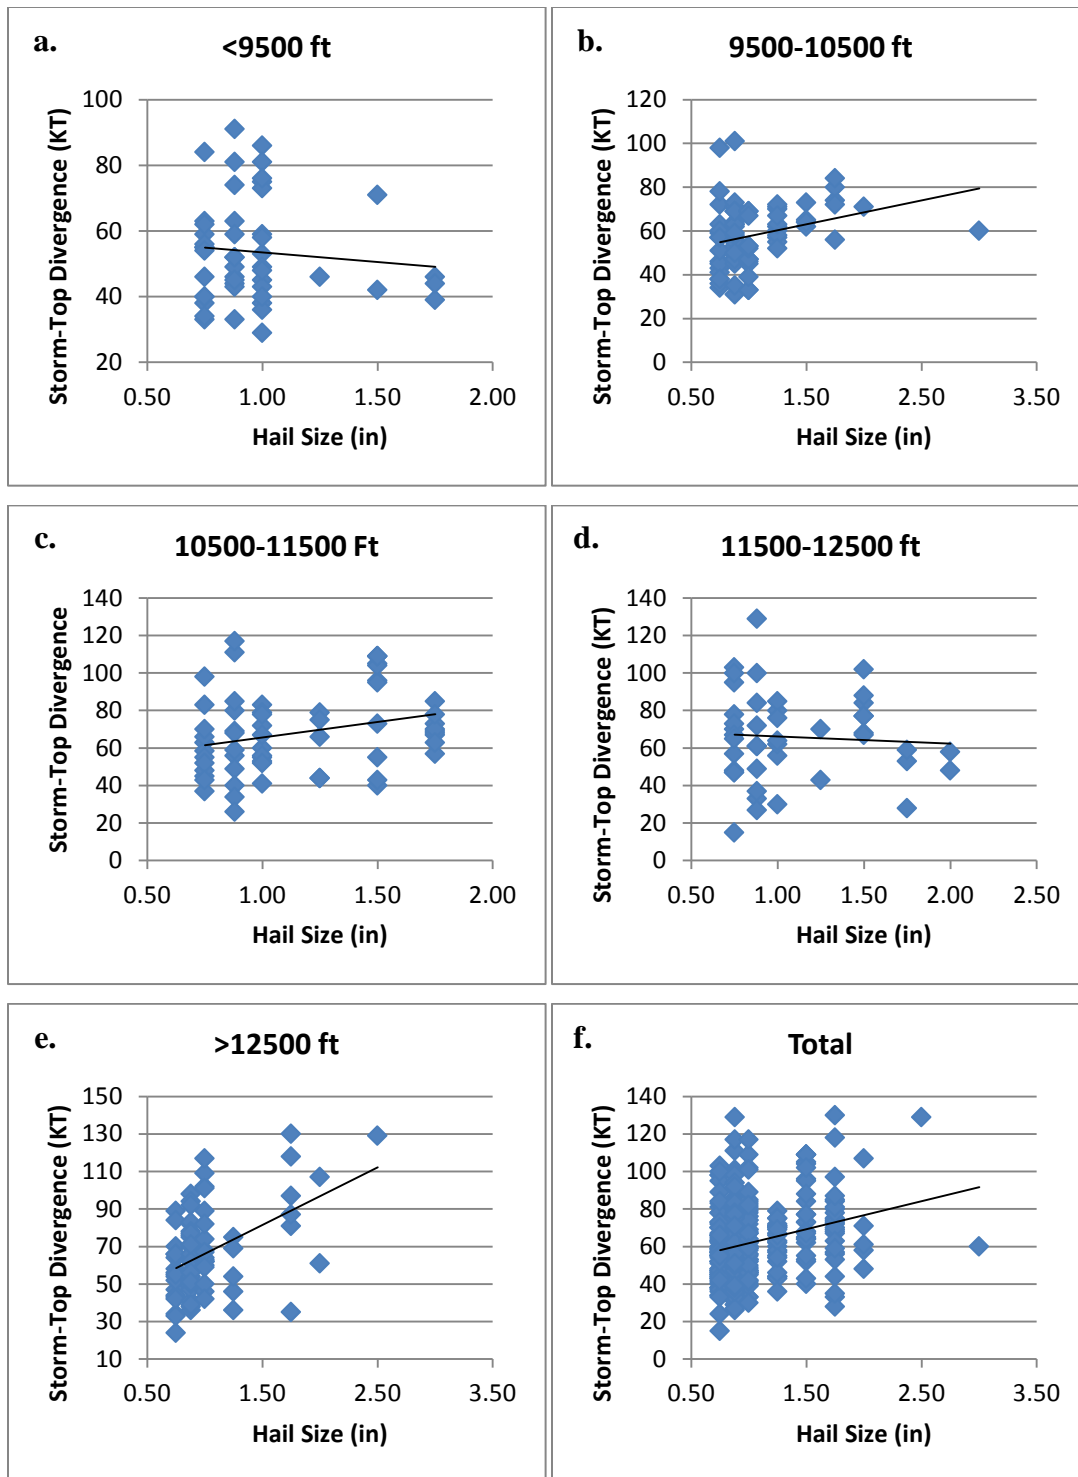 a.
<9500 ft
Storm-Top Divergence (KT)
100
80
60
40
20
0.50 1.00 1.50 2.00
Hail Size (in)
b.
9500-10500 ft
Storm-Top Divergence (KT)
120
100
80
60
40
20
0
0.50 1.50 2.50 3.50
Hail Size (in)
c.
10500-11500 Ft
Storm-Top Divergence
140
120
100
80
60
40
20
0
0.50 1.00 1.50 2.00
Hail Size (in)
d.
11500-12500 ft
Storm-Top Divergence (KT)
140
120
100
80
60
40
20
0
0.50 1.00 1.50 2.00 2.50
Hail Size (in)
e.
>12500 ft
Storm-Top Divergence (KT)
150
130
110
90
70
50
30
10
0.50 1.50 2.50 3.50
Hail Size (in)
f.
Total
Storm-Top Divergence (KT)
140
120
100
80
60
40
20
0
0.50 1.50 2.50 3.50
Hail Size (in)